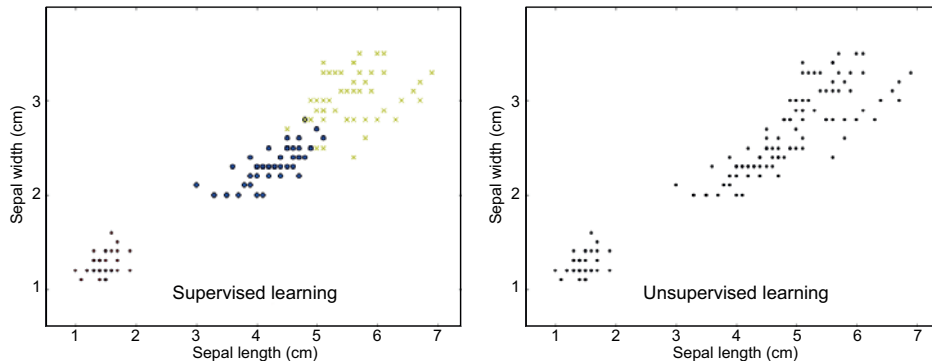 Sepal width (cm)
3
2
1
Supervised learning
1 2 3 4 5 6 7
Sepal length (cm)
Sepal width (cm)
3
2
1
Unsupervised learning
1 2 3 4 5 6 7
Sepal length (cm)